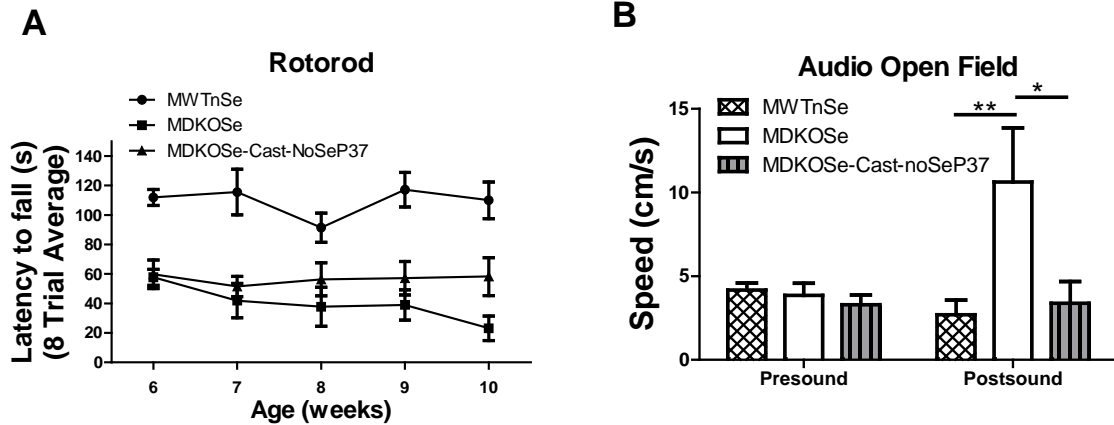 A
Rotorod
MWTnSe
MDKOSe
MDKOSe-Cast-NoSeP37
Latency to fall (s)
(8 Trial Average)
140
120
100
80
60
40
20
0
6 7 8 9 10
Age (weeks)
B
Audio Open Field
MWTnSe
MDKOSe
MDKOSe-Cast-noSeP37
** *
Speed (cm/s)
15
10
5
0
Presound Postsound